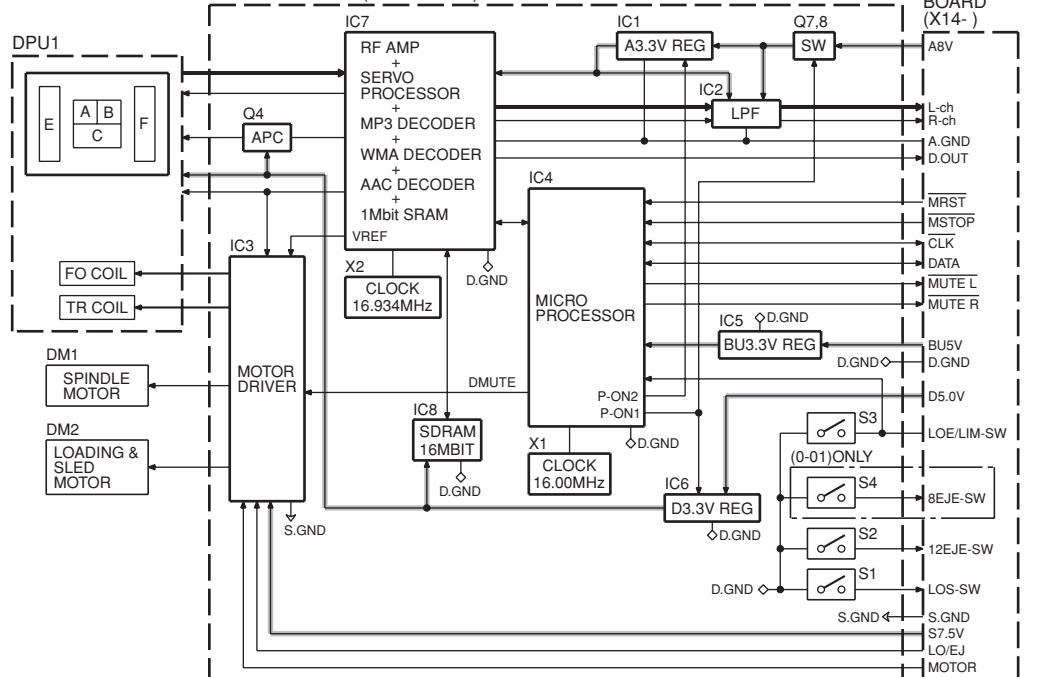 BOARD
(X14- )
DPU1
IC7
RF AMP
+
SERVO
PROCESSOR
+
MP3 DECODER
+
WMA DECODER
+
AAC DECODER
+
1Mbit SRAM
VREF
IC1
A3.3V REG
Q7,8
SW
A8V
IC2
LPF
L-ch
R-ch
A.GND
D.OUT
E
A
B
C
F
Q4
APC
IC4
MICRO
PROCESSOR
P-ON2
P-ON1
MRST
MSTOP
CLK
DATA
MUTE L
MUTE R
IC3
MOTOR
DRIVER
FO COIL
TR COIL
X2
CLOCK
16.934MHz
D.GND
IC5
D.GND
BU3.3V REG
BU5V
D.GND
D.GND
D5.0V
DM1
SPINDLE
MOTOR
DMUTE
DM2
LOADING &
SLED
MOTOR
IC8
SDRAM
16MBIT
D.GND
X1
CLOCK
16.00MHz
D.GND
S3
LOE/LIM-SW
(0-01)ONLY
S4
8EJE-SW
IC6
D3.3V REG
D.GND
S.GND
S2
12EJE-SW
D.GND
S1
LOS-SW
S.GND
S.GND
S7.5V
LO/EJ
MOTOR